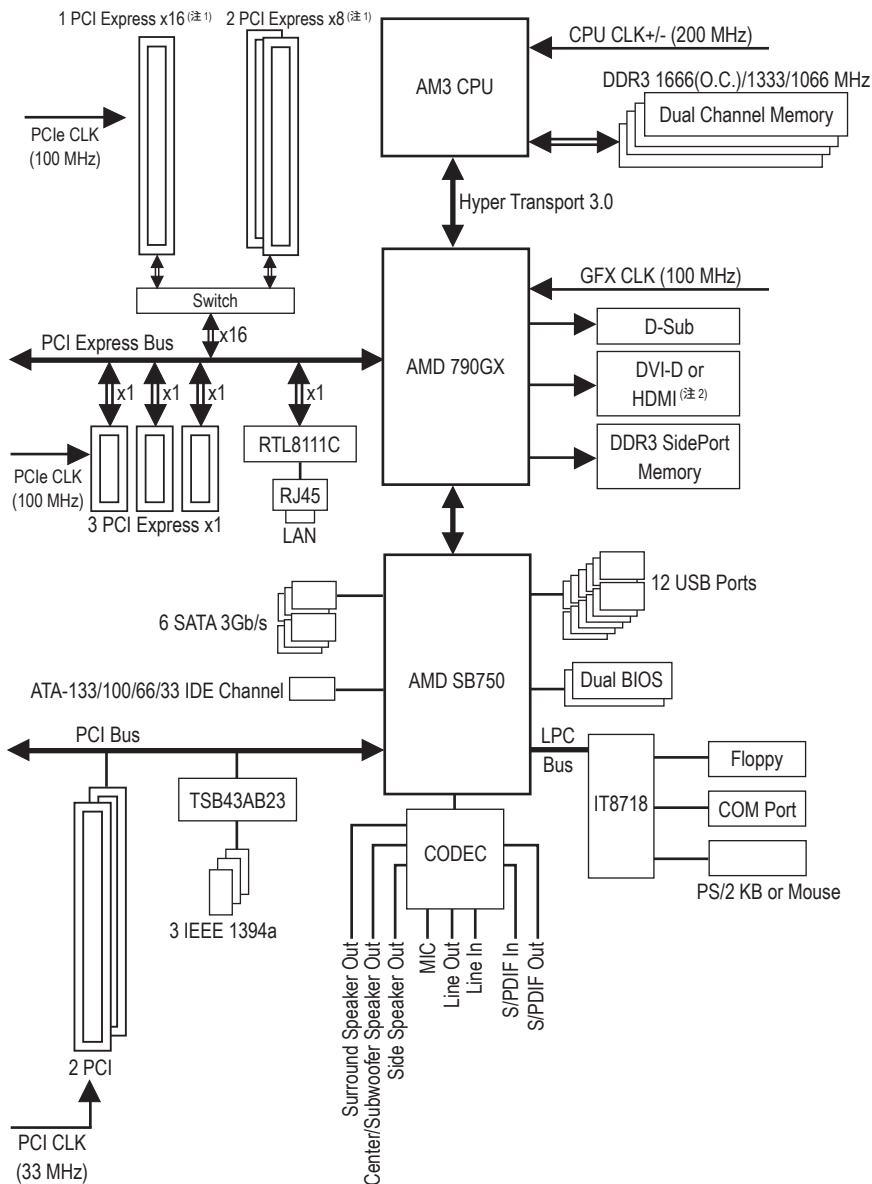 1 PCI Express x16 (注 1)
2 PCI Express x8 (注 1)
CPU CLK+/- (200 MHz)
AM3 CPU
DDR3 1666(O.C.)/1333/1066 MHz
Dual Channel Memory
PCIe CLK
(100 MHz)
Hyper Transport 3.0
Switch
GFX CLK (100 MHz)
x16
PCI Express Bus
D-Sub
AMD 790GX
DVI-D or
HDMI (注 2)
x1
x1
x1
x1
RTL8111C
DDR3 SidePort
Memory
PCIe CLK
(100 MHz)
RJ45
3 PCI Express x1
LAN
12 USB Ports
6 SATA 3Gb/s
AMD SB750
Dual BIOS
ATA-133/100/66/33 IDE Channel
PCI Bus
LPC
Bus
Floppy
IT8718
TSB43AB23
COM Port
CODEC
PS/2 KB or Mouse
3 IEEE 1394a
Surround Speaker Out
Center/Subwoofer Speaker Out
Side Speaker Out
MIC
Line Out
Line In
S/PDIF In
S/PDIF Out
2 PCI
PCI CLK
(33 MHz)